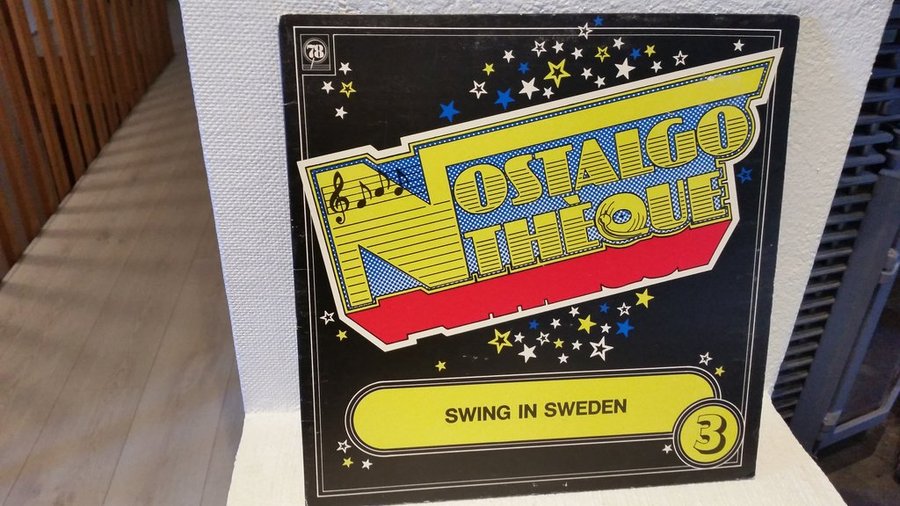 78
NOSTALGO
THÈQUE
SWING IN SWEDEN
3